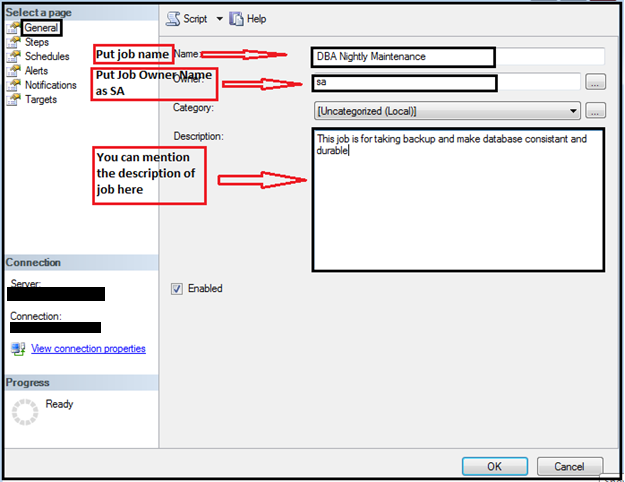 Select a page
General
Steps
Schedules
Alerts
Notifications
Targets
Script
Help
Put job name
Name:
DBA Nightly Maintenance
Put Job Owner Name
as SA
Owner:
sa
...
Category:
[Uncategorized (Local)]
...
Description:
This job is for taking backup and make database consistant and
durable
You can mention
the description of
job here
Enabled
Connection
Server:
Connection:
View connection properties
Progress
Ready
OK
Cancel